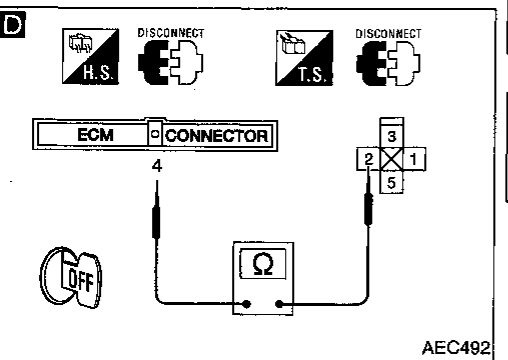 D
DISCONNECT
DISCONNECT
H.S.
T.S.
ECM CONNECTOR
4
3
2 1
5
Ω
OFF
AEC492